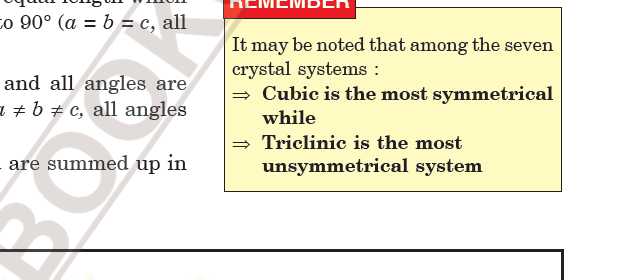 equal length which
to 90° (a = b = c, all
and all angles are
a ≠ b ≠ c, all angles
are summed up in
REMEMBER
It may be noted that among the seven
crystal systems :
⇒ Cubic is the most symmetrical
while
⇒ Triclinic is the most
unsymmetrical system
BOOK